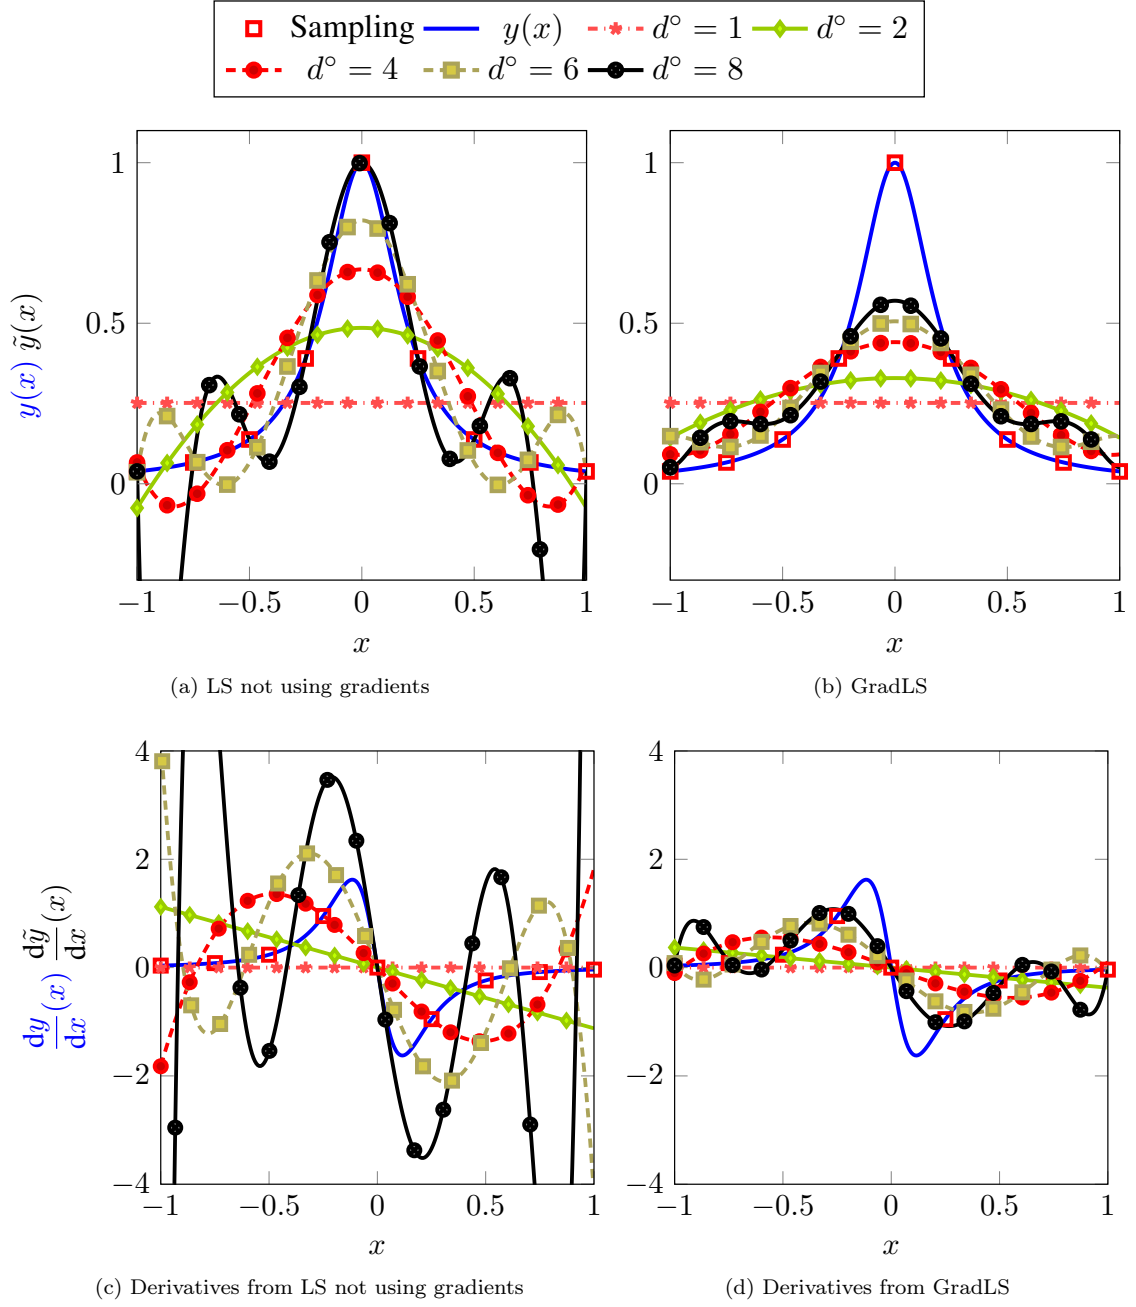 Sampling y(x) d° = 1 d° = 2
d° = 4 d° = 6 d° = 8
1
0.5
0
y(x) ỹ(x)
−1 −0.5 0 0.5 1
x
(a) LS not using gradients
1
0.5
0
−1 −0.5 0 0.5 1
x
(b) GradLS
4
2
0
−2
−4
dy/dx (x) dỹ/dx (x)
−1 −0.5 0 0.5 1
x
(c) Derivatives from LS not using gradients
4
2
0
−2
−4
−1 −0.5 0 0.5 1
x
(d) Derivatives from GradLS